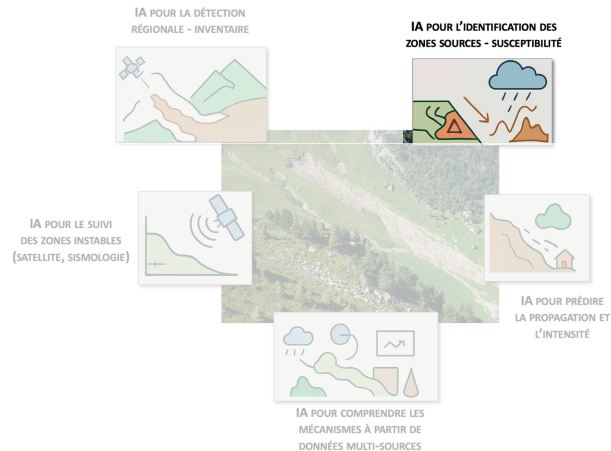 IA POUR LA DÉTECTION
RÉGIONALE - INVENTAIRE
IA POUR L'IDENTIFICATION DES
ZONES SOURCES - SUSCEPTIBILITÉ
IA POUR LE SUIVI
DES ZONES INSTABLES
(SATELLITE, SISMOLOGIE)
IA POUR PRÉDIRE
LA PROPAGATION ET
L'INTENSITÉ
IA POUR COMPRENDRE LES
MÉCANISMES À PARTIR DE
DONNÉES MULTI-SOURCES